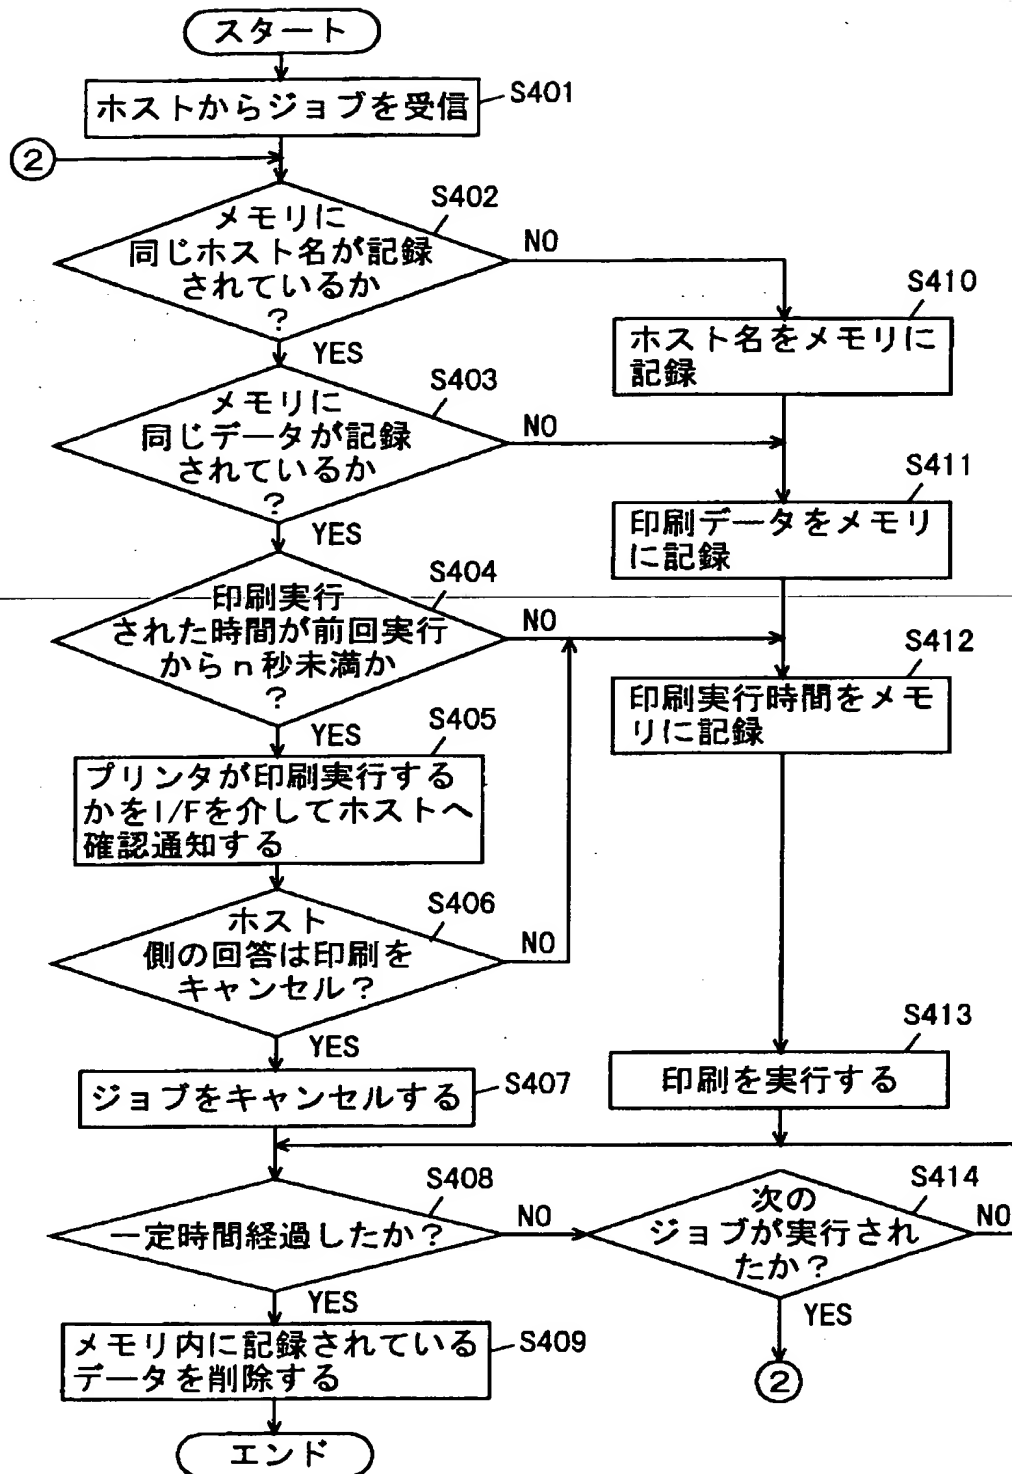 スタート
ホストからジョブを受信
S401
②
S402
メモリに
同じホスト名が記録
されているか
?
NO
YES
S410
ホスト名をメモリに
記録
S403
メモリに
同じデータが記録
されているか
?
NO
YES
S411
印刷データをメモリ
に記録
S404
印刷実行
された時間が前回実行
からn秒未満か
?
NO
YES
S412
印刷実行時間をメモ
リに記録
S405
プリンタが印刷実行する
かをI/Fを介してホストへ
確認通知する
S406
ホスト
側の回答は印刷を
キャンセル?
NO
YES
S413
印刷を実行する
ジョブをキャンセルする
S407
S408
一定時間経過したか?
NO
YES
S414
次の
ジョブが実行され
たか?
NO
YES
②
メモリ内に記録されている
データを削除する
S409
エンド